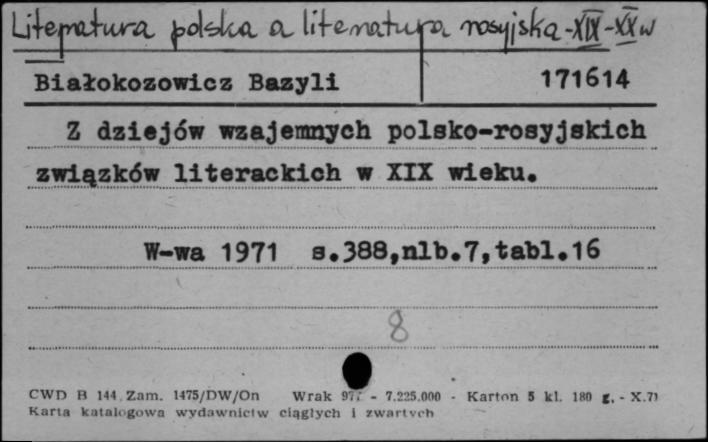 Literatura polska a literatura rosyjska-XIX-XX w
Białokozowicz Bazyli 171614
Z dziejów wzajemnych polsko-rosyjskich
związków literackich w XIX wieku.
W-wa 1971 s.388,nlb.7,tabl.16
8
CWD B 144 Zam. 1475/DW/On Wrak - 7.225.000 - Karton 5 kl. 180 g. - X.71
Karta katalogowa wydawnictw ciągłych i zwartych